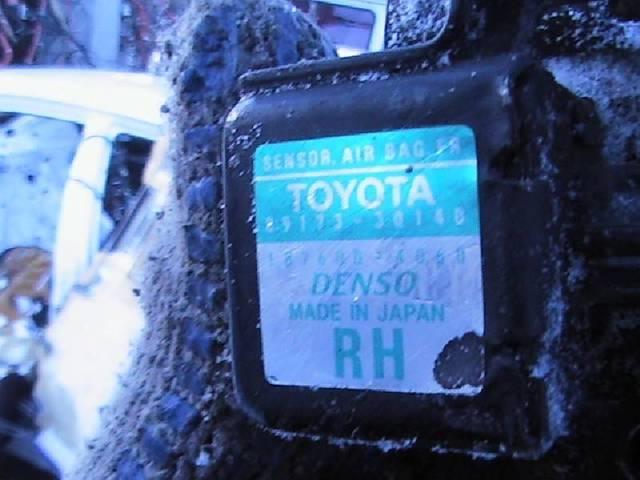 SENSOR, AIR BAG FR
TOYOTA
89173-30140
DENSO
MADE IN JAPAN
RH